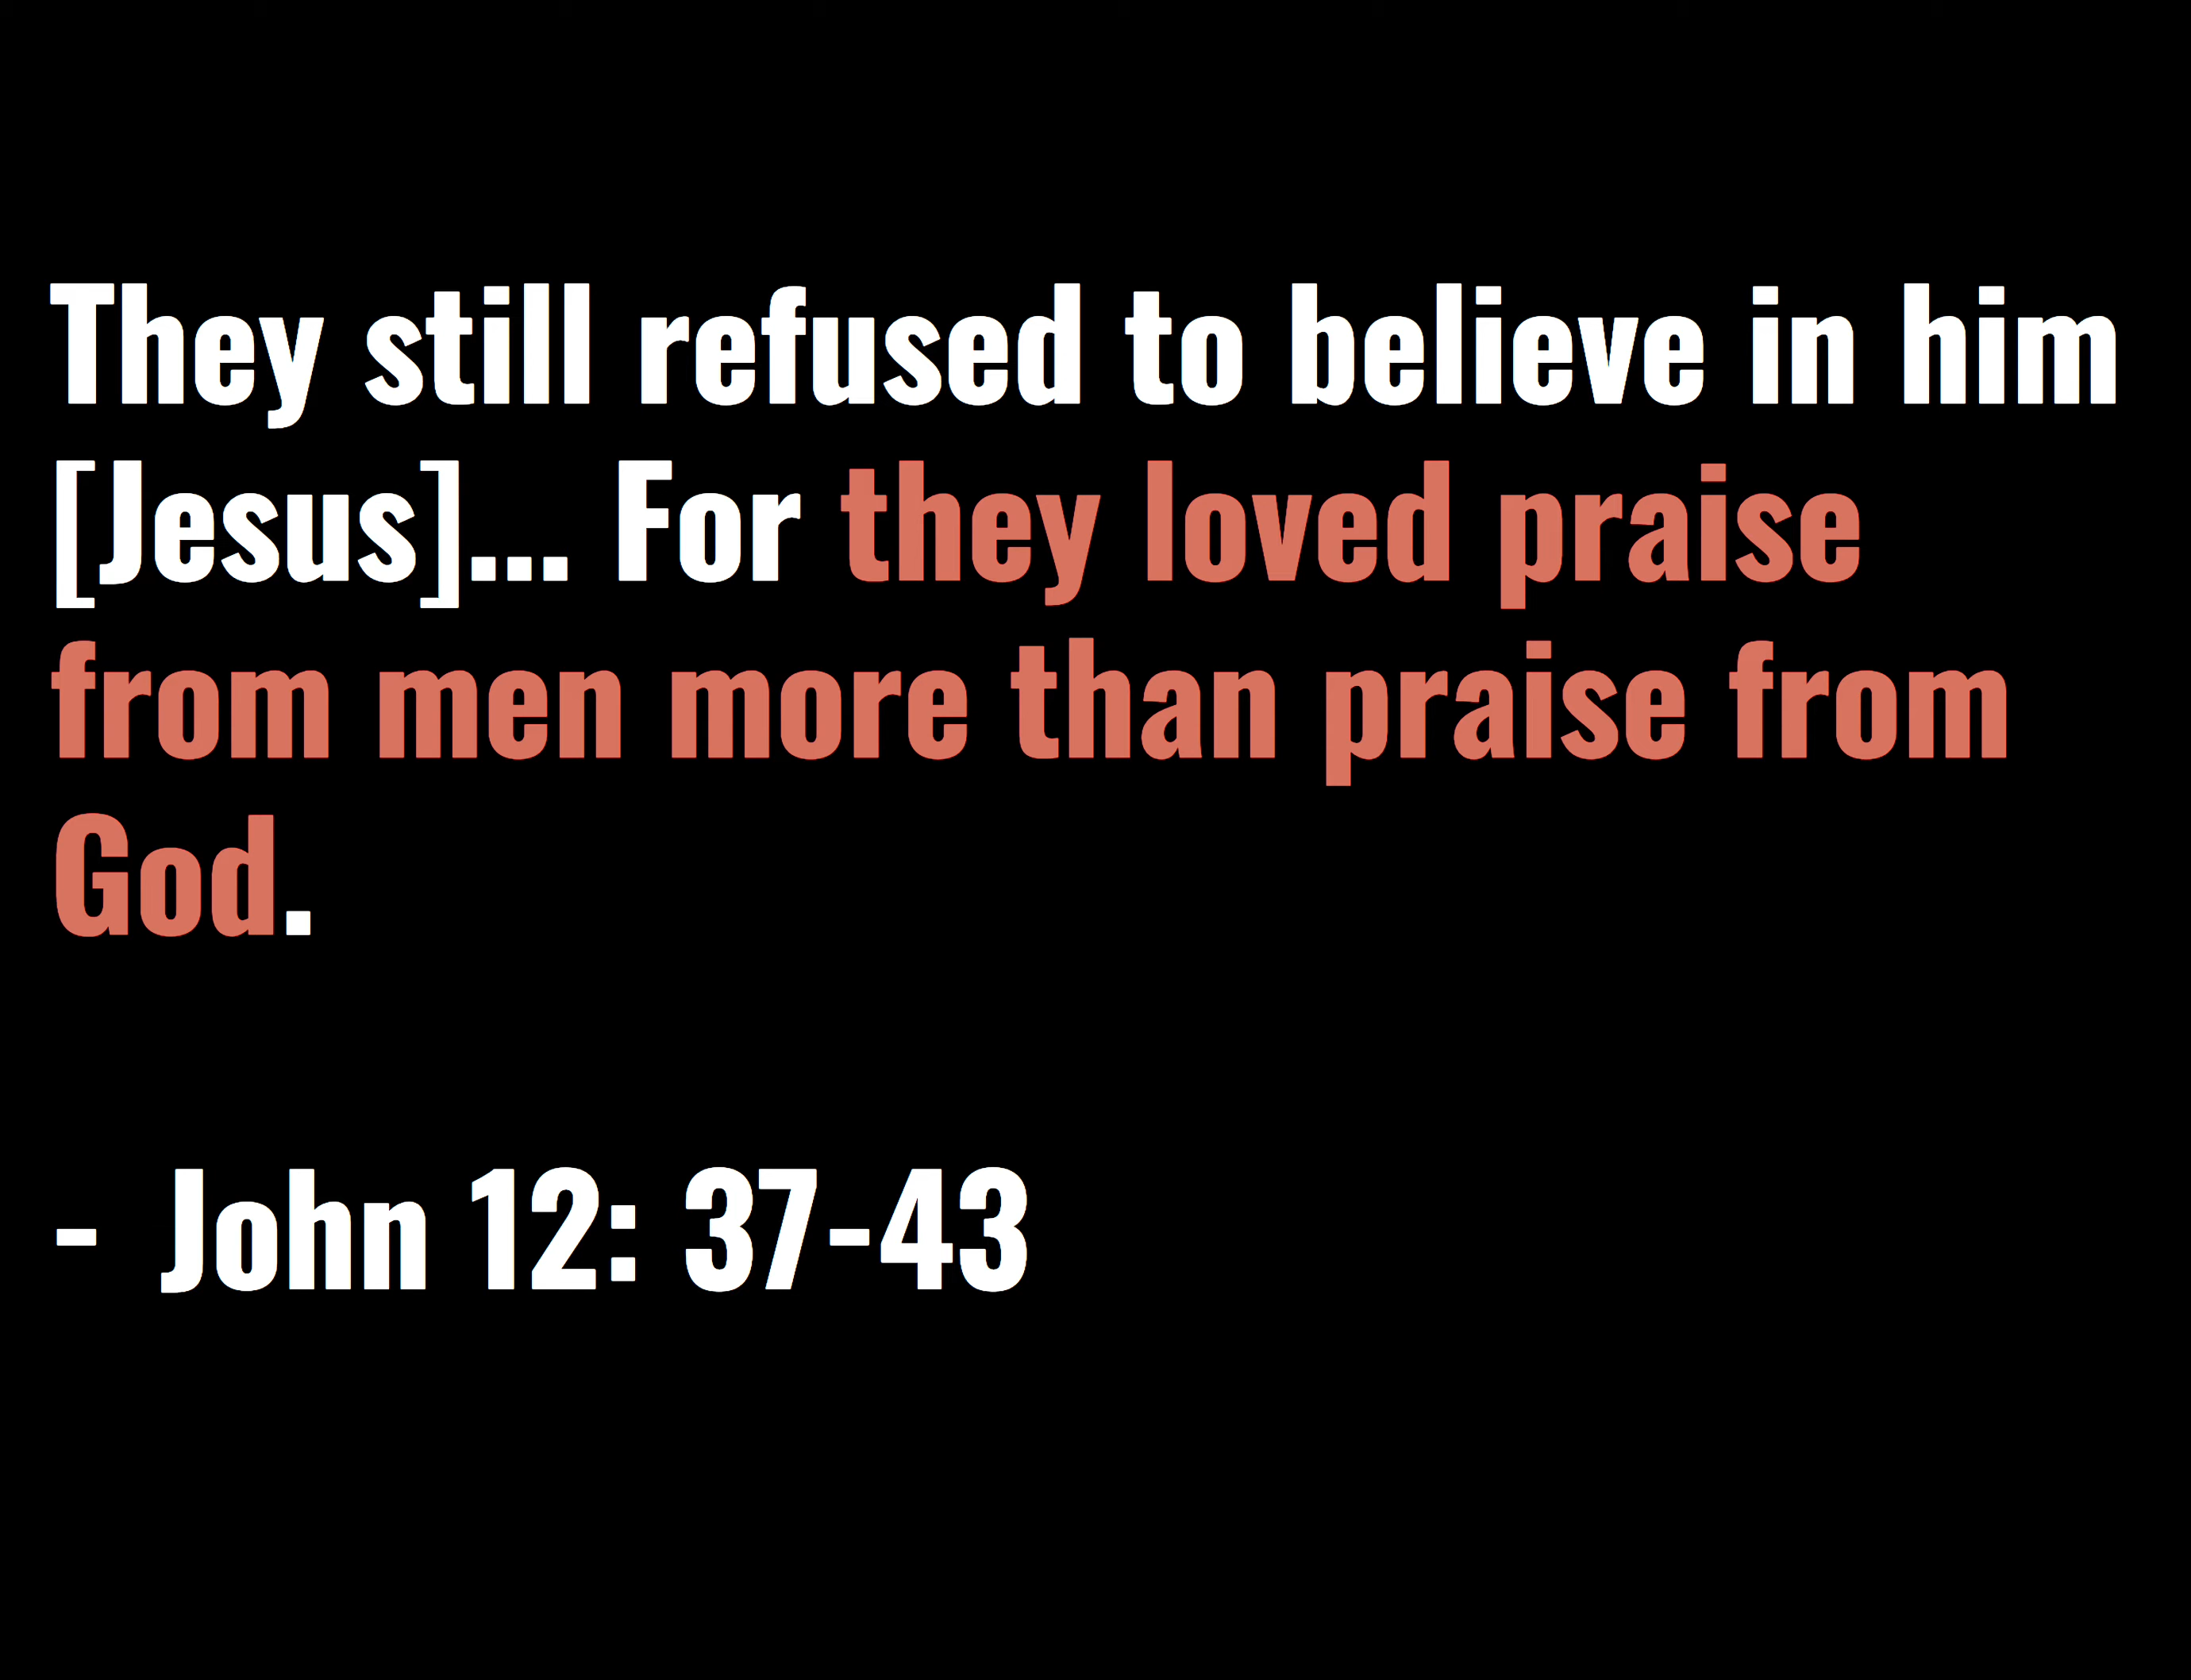 They still refused to believe in him
[Jesus]... For they loved praise
from men more than praise from
God.
- John 12: 37-43